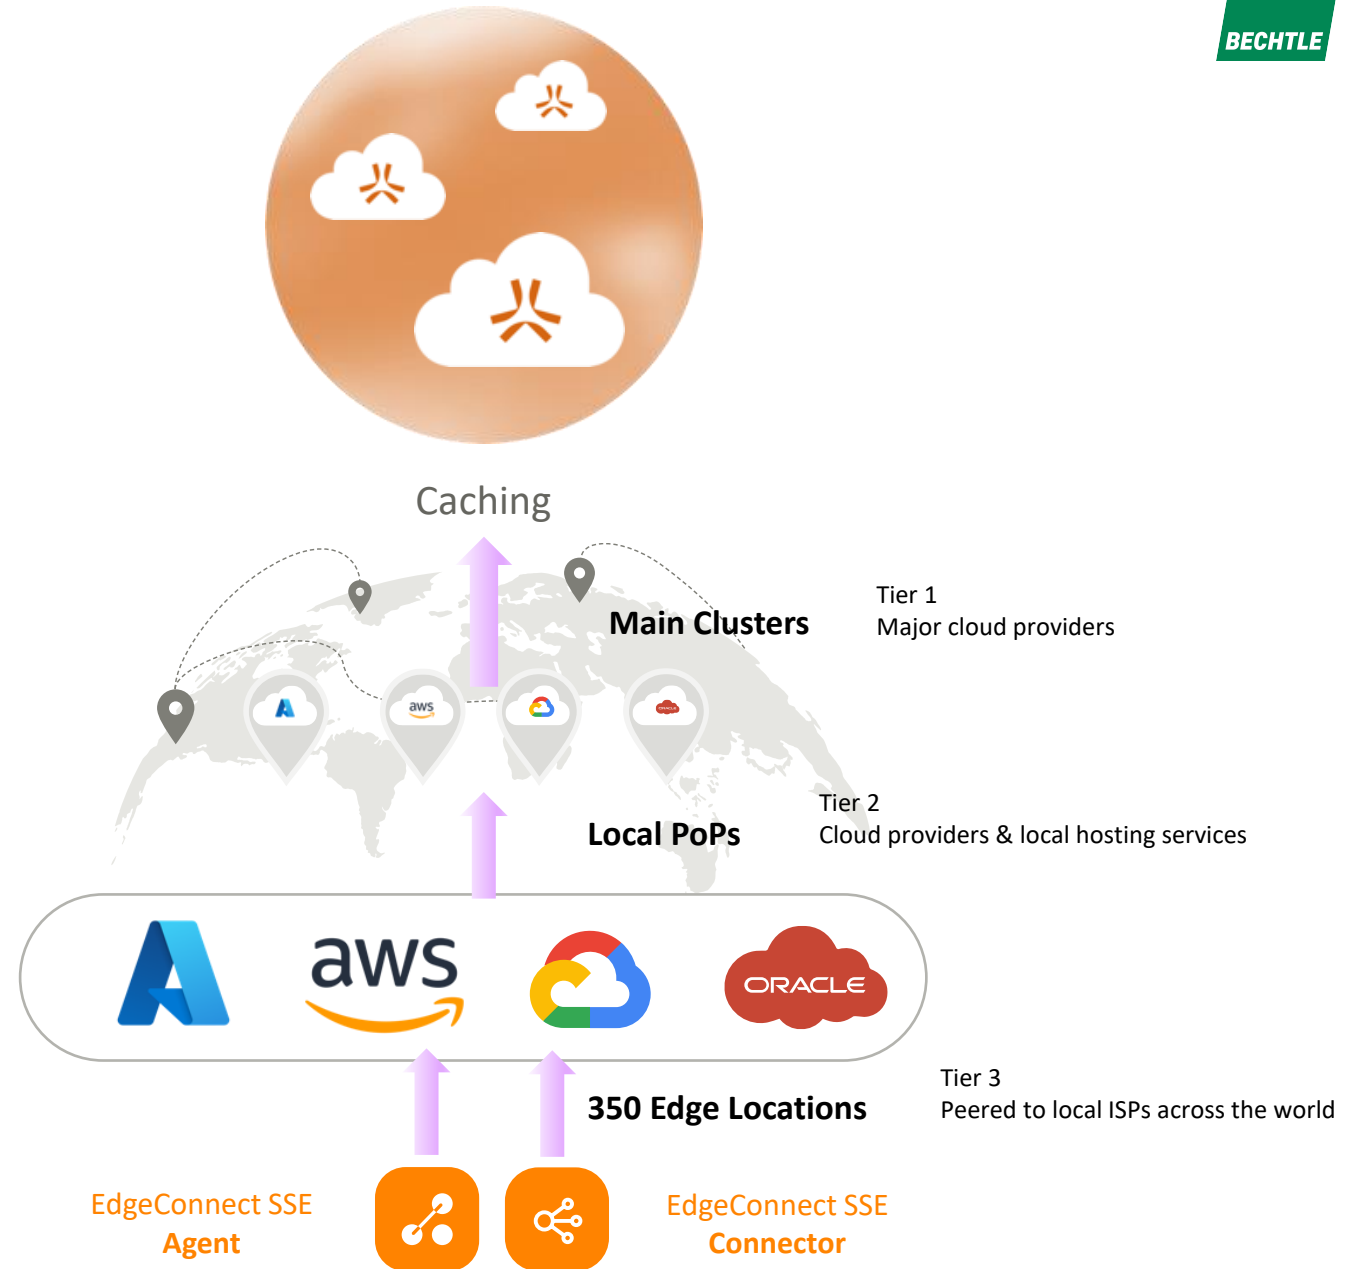 BECHTLE
Caching
Main Clusters
Tier 1
Major cloud providers
aws
ORACLE
Local PoPs
Tier 2
Cloud providers & local hosting services
aws
ORACLE
350 Edge Locations
Tier 3
Peered to local ISPs across the world
EdgeConnect SSE
Agent
EdgeConnect SSE
Connector